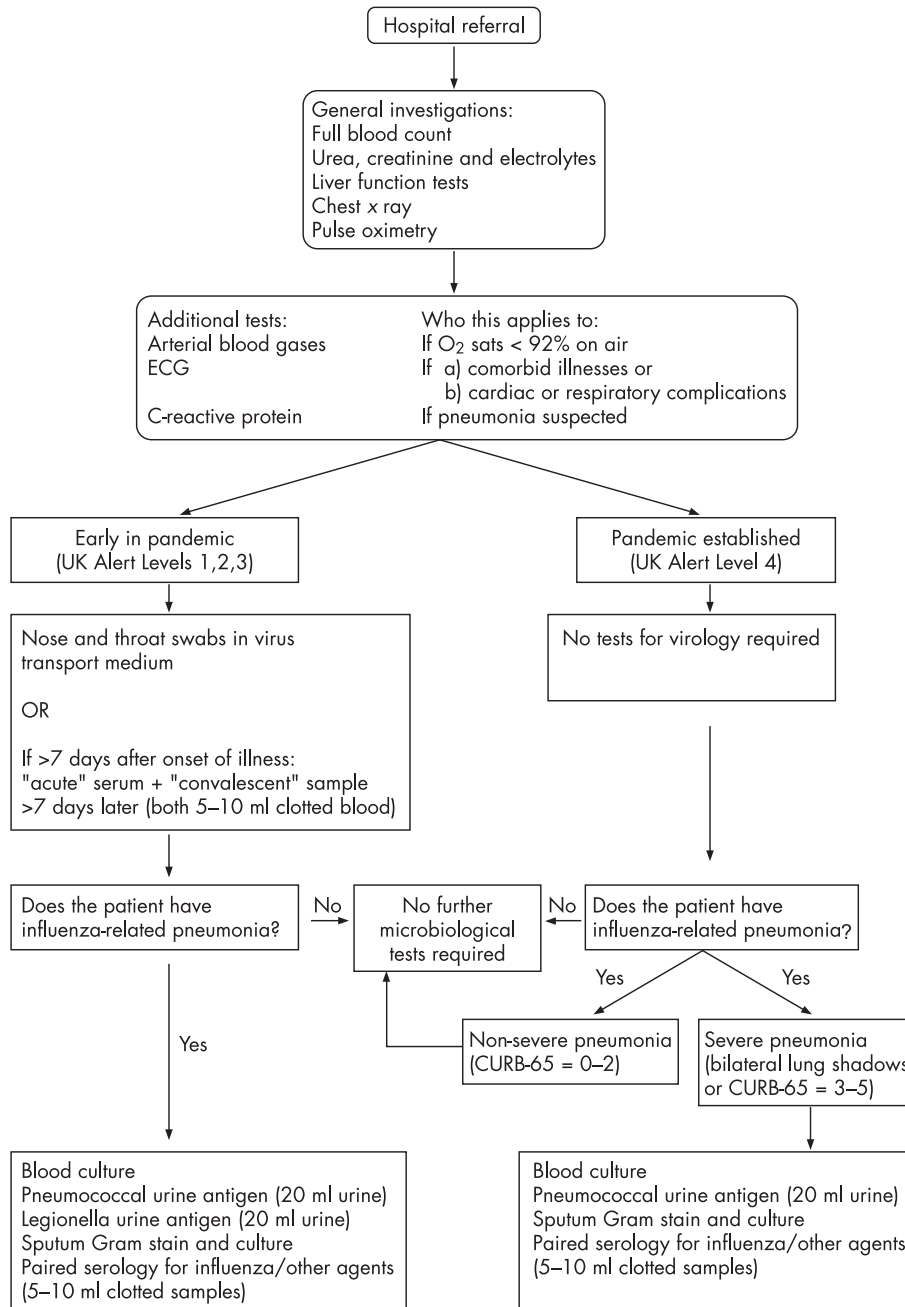 Hospital referral
General investigations:
Full blood count
Urea, creatinine and electrolytes
Liver function tests
Chest x ray
Pulse oximetry
Additional tests:
Who this applies to:
Arterial blood gases
If O₂ sats < 92% on air
ECG
If a) comorbid illnesses or
b) cardiac or respiratory complications
C-reactive protein
If pneumonia suspected
Early in pandemic
(UK Alert Levels 1,2,3)
Pandemic established
(UK Alert Level 4)
Nose and throat swabs in virus
transport medium
OR
If >7 days after onset of illness:
"acute" serum + "convalescent" sample
>7 days later (both 5–10 ml clotted blood)
No tests for virology required
Does the patient have
influenza-related pneumonia?
No
No further
microbiological
tests required
No
Does the patient have
influenza-related pneumonia?
Yes
Yes
Yes
Non-severe pneumonia
(CURB-65 = 0–2)
Severe pneumonia
(bilateral lung shadows
or CURB-65 = 3–5)
Blood culture
Pneumococcal urine antigen (20 ml urine)
Legionella urine antigen (20 ml urine)
Sputum Gram stain and culture
Paired serology for influenza/other agents
(5–10 ml clotted samples)
Blood culture
Pneumococcal urine antigen (20 ml urine)
Sputum Gram stain and culture
Paired serology for influenza/other agents
(5–10 ml clotted samples)